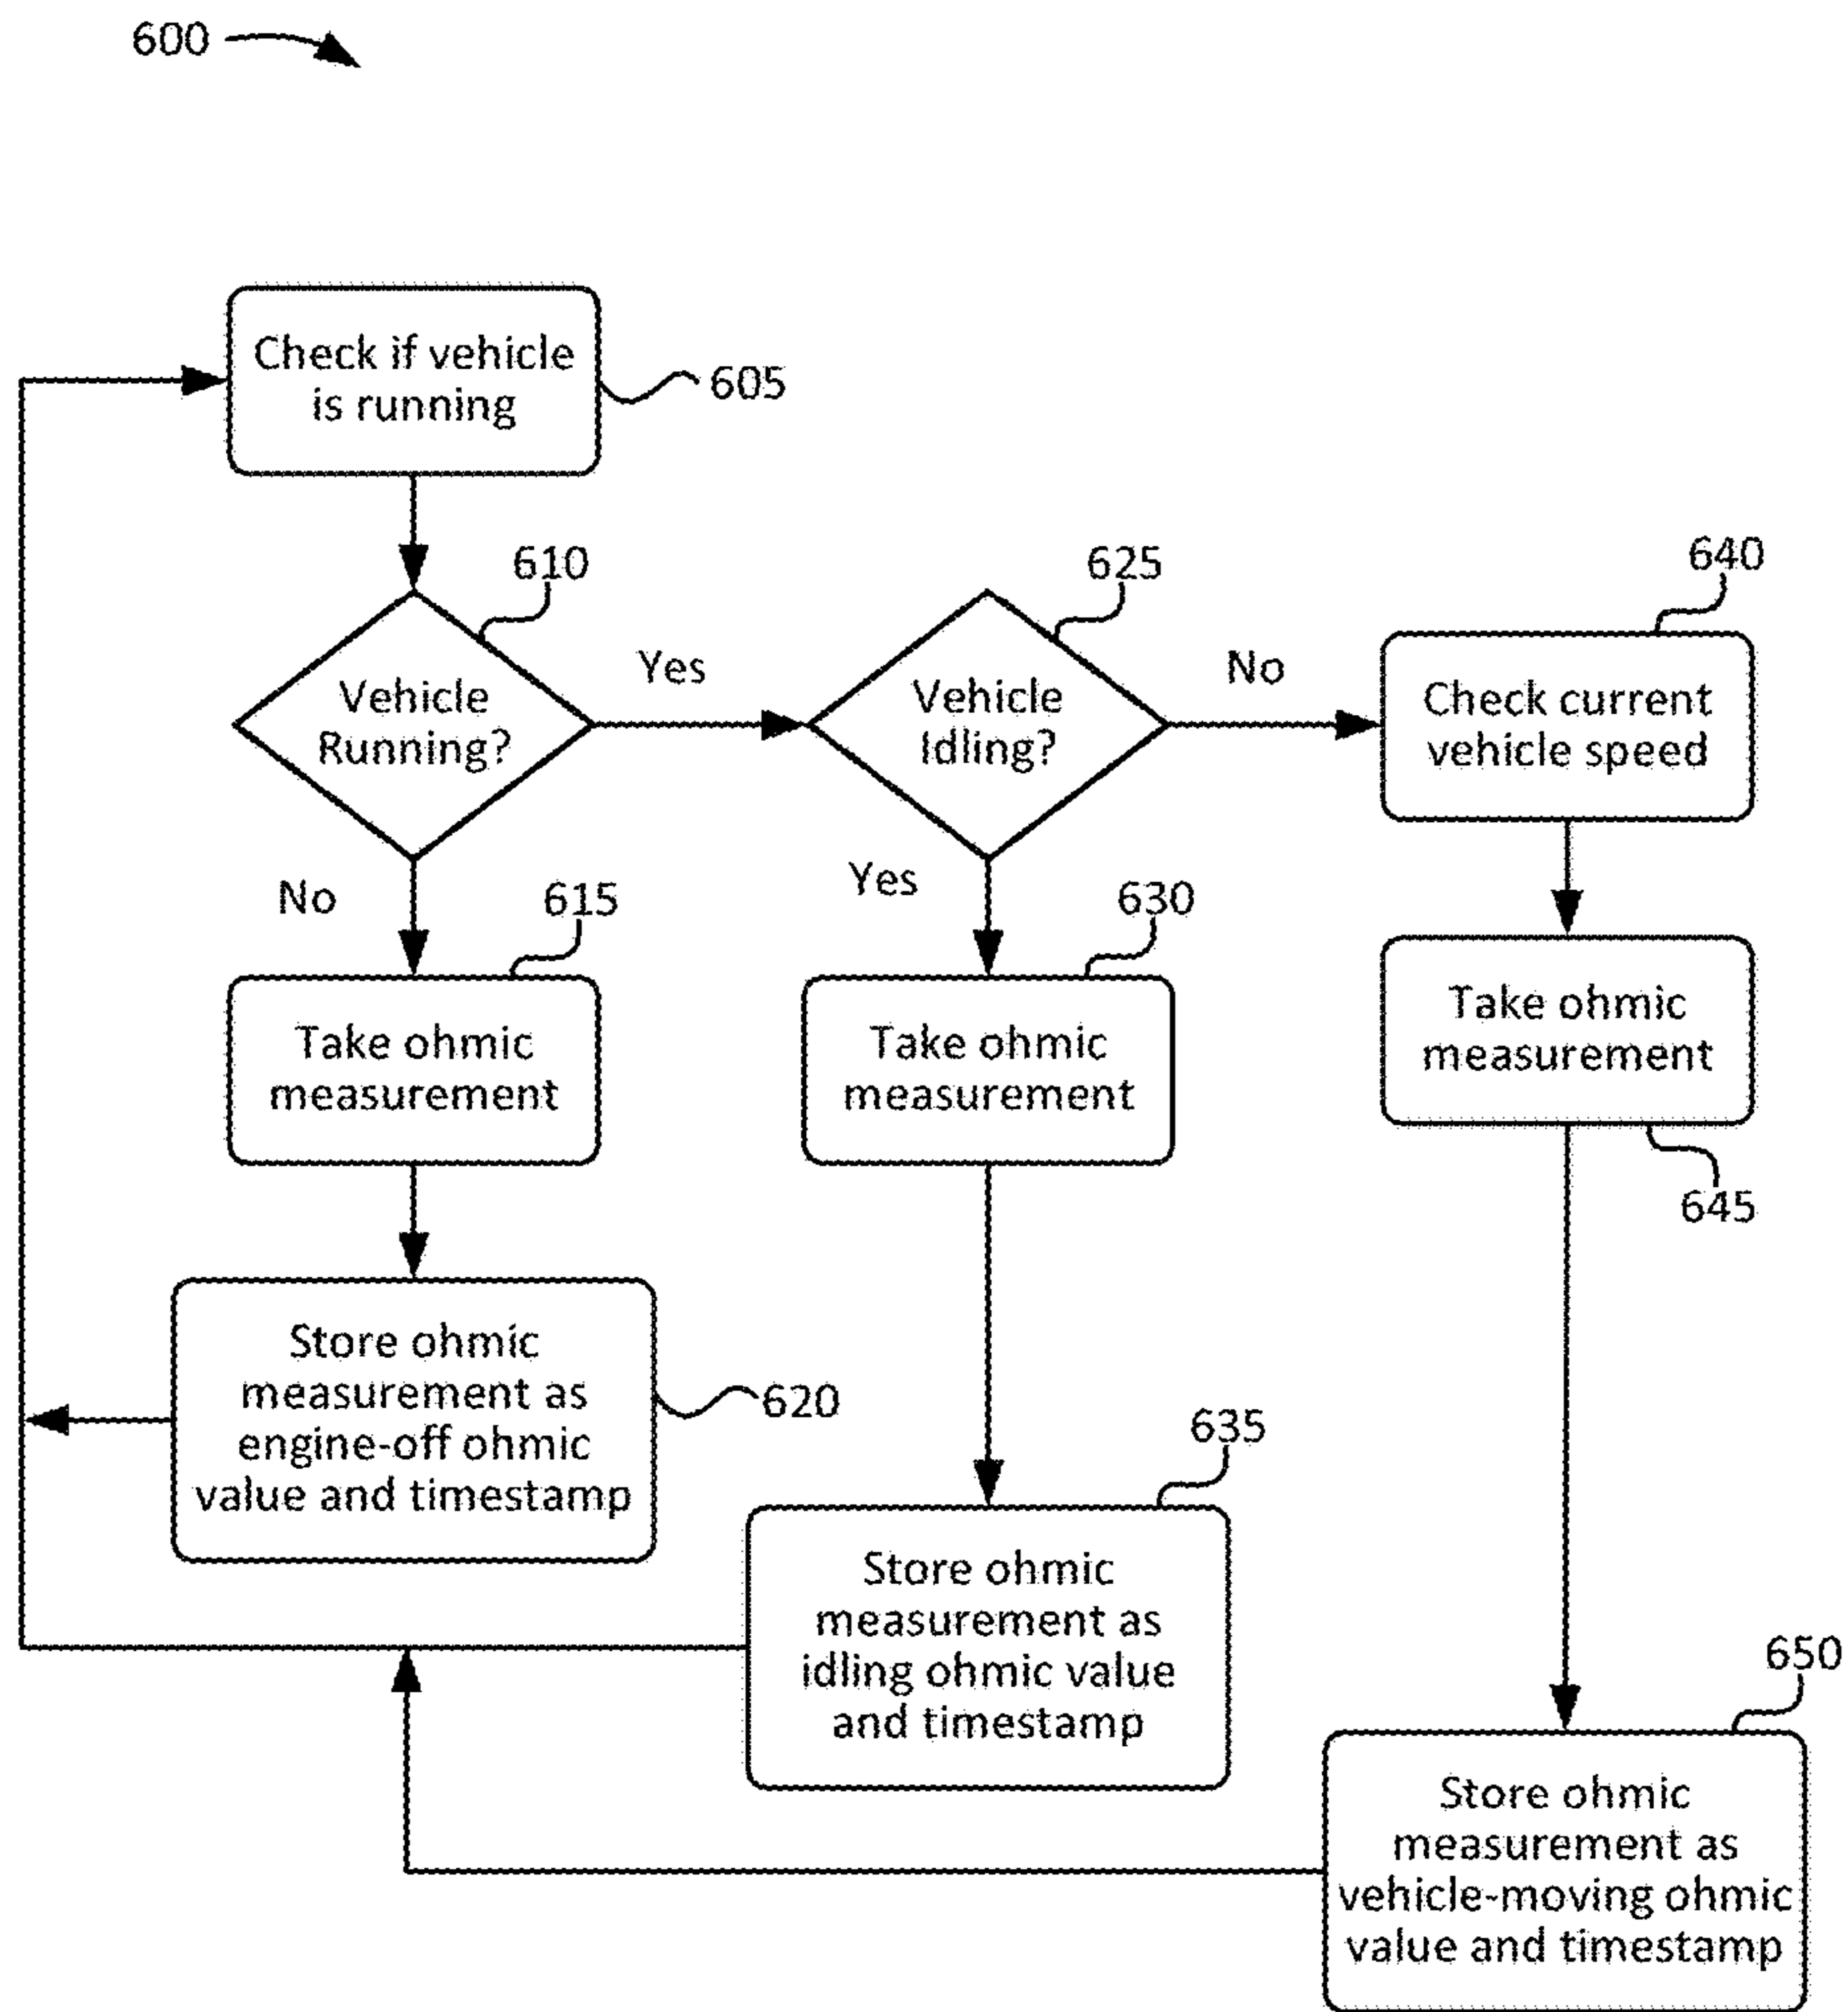 600
Check if vehicle
is running
605
610
Vehicle
Running?
Yes
625
Vehicle
Idling?
No
640
Check current
vehicle speed
No
615
Take ohmic
measurement
Yes
630
Take ohmic
measurement
Take ohmic
measurement
645
Store ohmic
measurement as
engine-off ohmic
value and timestamp
620
635
Store ohmic
measurement as
idling ohmic value
and timestamp
650
Store ohmic
measurement as
vehicle-moving ohmic
value and timestamp